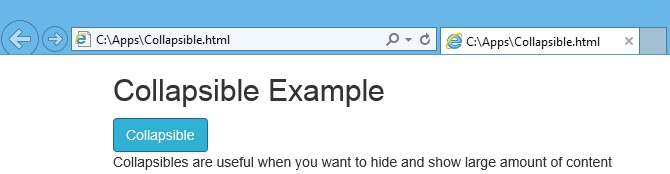 C:\Apps\Collapsible.html
C:\Apps\Collapsible.html
Collapsible Example
Collapsible
Collapsibles are useful when you want to hide and show large amount of content